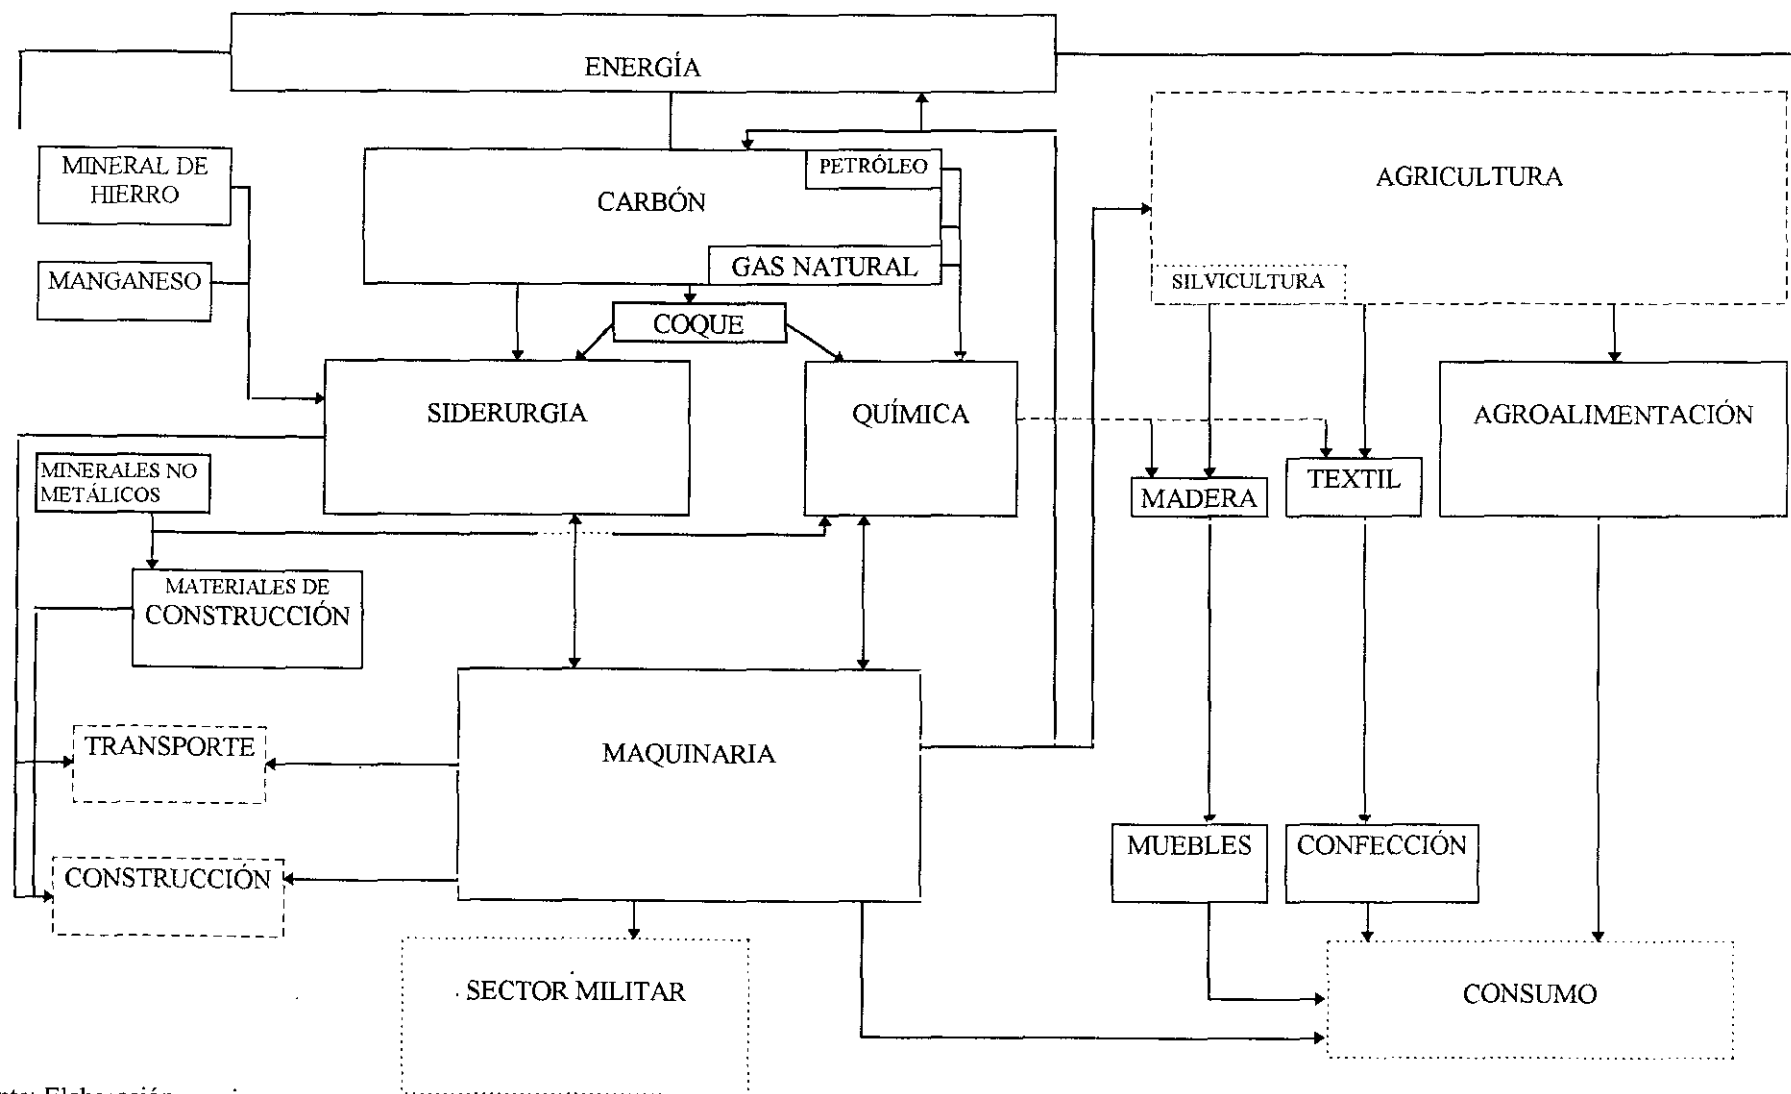 ENERGÍA
MINERAL DE
HIERRO
PETRÓLEO
CARBÓN
AGRICULTURA
MANGANESO
GAS NATURAL
SILVICULTURA
COQUE
SIDERURGIA
QUÍMICA
AGROALIMENTACIÓN
MINERALES NO
METÁLICOS
MADERA
TEXTIL
MATERIALES DE
CONSTRUCCIÓN
TRANSPORTE
MAQUINARIA
MUEBLES
CONFECCIÓN
CONSTRUCCIÓN
SECTOR MILITAR
CONSUMO